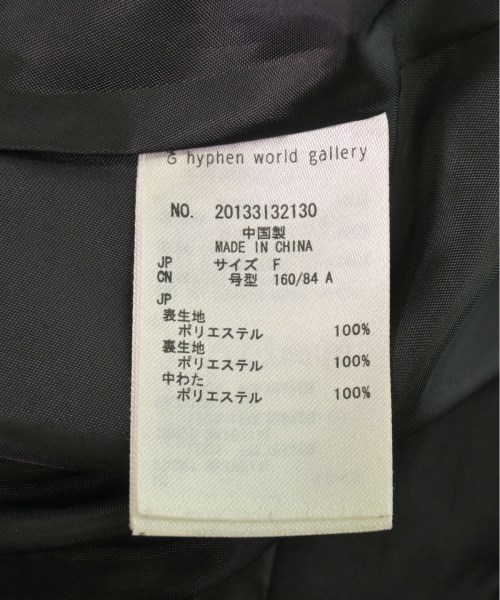 hyphen world gallery
NO. 20133I32130
中国製
MADE IN CHINA
JP サイズ F
CN 号型 160/84 A
JP
表生地
ポリエステル 100%
裏生地
ポリエステル 100%
中わた
ポリエステル 100%